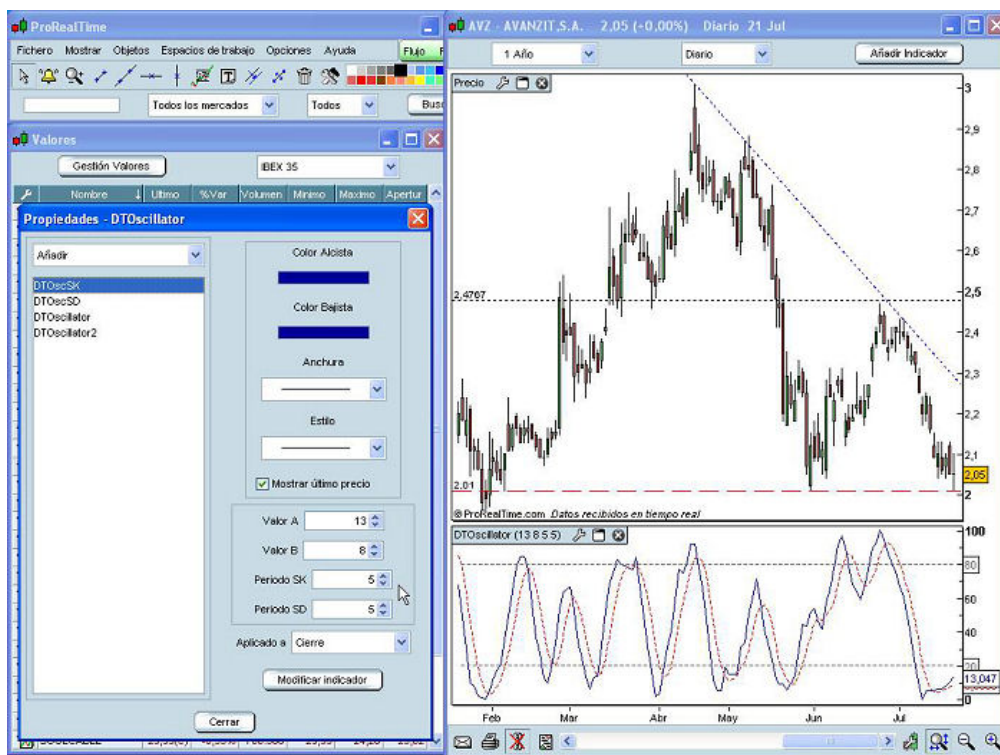 ProRealTime
Fichero Mostrar Objetos Espacios de trabajo Opciones Ayuda Flujo
Todos los mercados Todos
Valores
Gestión Valores IBEX 35
Nombre Ultimo %Var Volumen Minimo Maximo Apertur
Propiedades - DTOscillator
Añadir
DTOscSK
DTOscSD
DTOscillator
DTOscillator2
Color Alcista
Color Bajista
Anchura
Estilo
Mostrar último precio
Valor A 13
Valor B 8
Periodo SK 5
Periodo SD 5
Aplicado a Cierre
Modificar indicador
Cerrar
AVZ - AVANZIT,S.A. 2,05 (+0,00%) Diario 21 Jul
1 Año Diario Añadir Indicador
Precio
3
2,9
2,8
2,7
2,6
2,4767
2,5
2,4
2,3
2,2
2,1
2,05
2.01
2
© ProRealTime.com Datos recibidos en tiempo real
DTOscillator (13 8 5 5)
100
80
60
40
20
13,047
0
Feb Mar Abr May Jun Jul